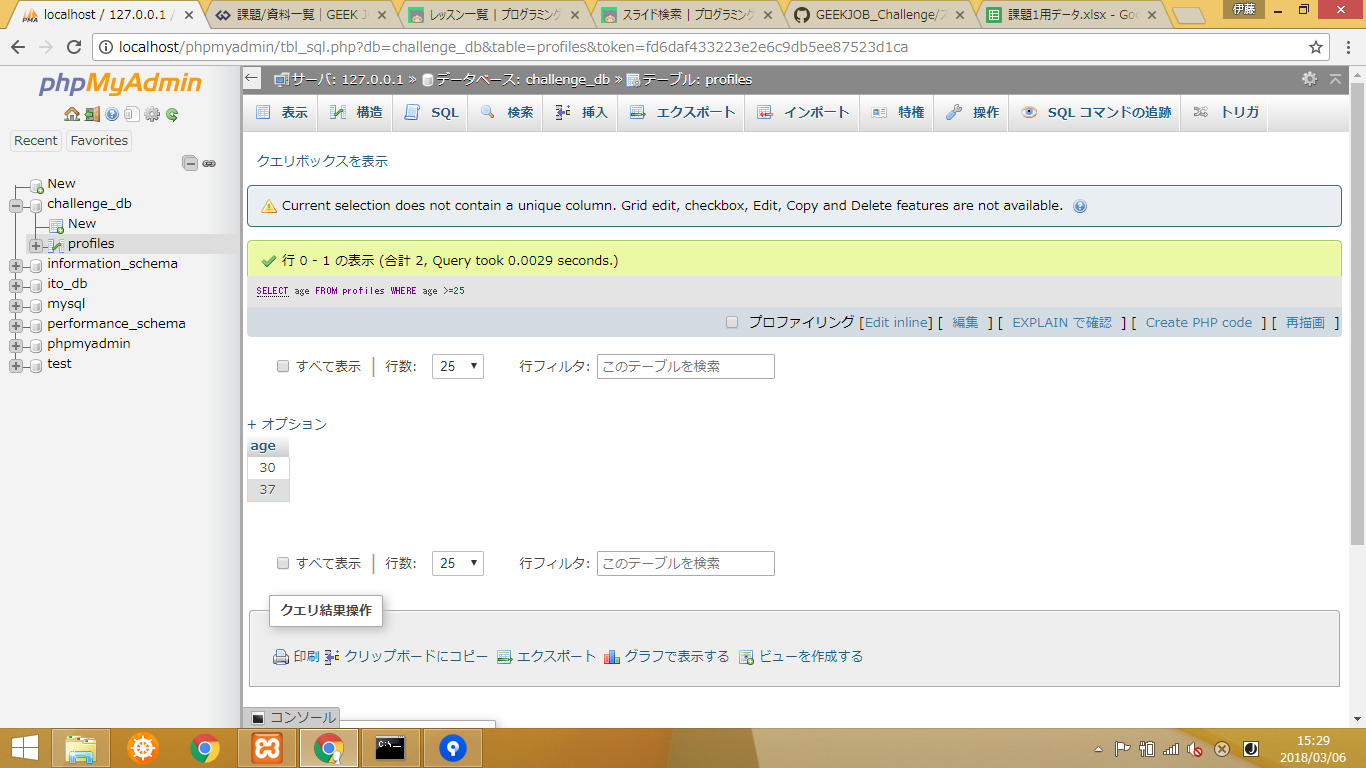 localhost / 127.0.0.1 /
課題/資料一覧 | GEEK J
レッスン一覧 | プログラミング
スライド検索 | プログラミング
GEEKJOB_Challenge/ス
課題1用データ.xlsx - Goo
伊藤
localhost/phpmyadmin/tbl_sql.php?db=challenge_db&table=profiles&token=fd6daf433223e2e6c9db5ee87523d1ca
phpMyAdmin
Recent Favorites
New
challenge_db
New
profiles
information_schema
ito_db
mysql
performance_schema
phpmyadmin
test
サーバ: 127.0.0.1 » データベース: challenge_db » テーブル: profiles
表示 構造 SQL 検索 挿入 エクスポート インポート 特権 操作 SQL コマンドの追跡 トリガ
クエリボックスを表示
Current selection does not contain a unique column. Grid edit, checkbox, Edit, Copy and Delete features are not available.
行 0 - 1 の表示 (合計 2, Query took 0.0029 seconds.)
SELECT age FROM profiles WHERE age >=25
プロファイリング [Edit inline] [ 編集 ] [ EXPLAIN で確認 ] [ Create PHP code ] [ 再描画 ]
すべて表示 | 行数: 25 行フィルタ: このテーブルを検索
+ オプション
age
30
37
すべて表示 | 行数: 25 行フィルタ: このテーブルを検索
クエリ結果操作
印刷 クリップボードにコピー エクスポート グラフで表示する ビューを作成する
コンソール
15:29
2018/03/06